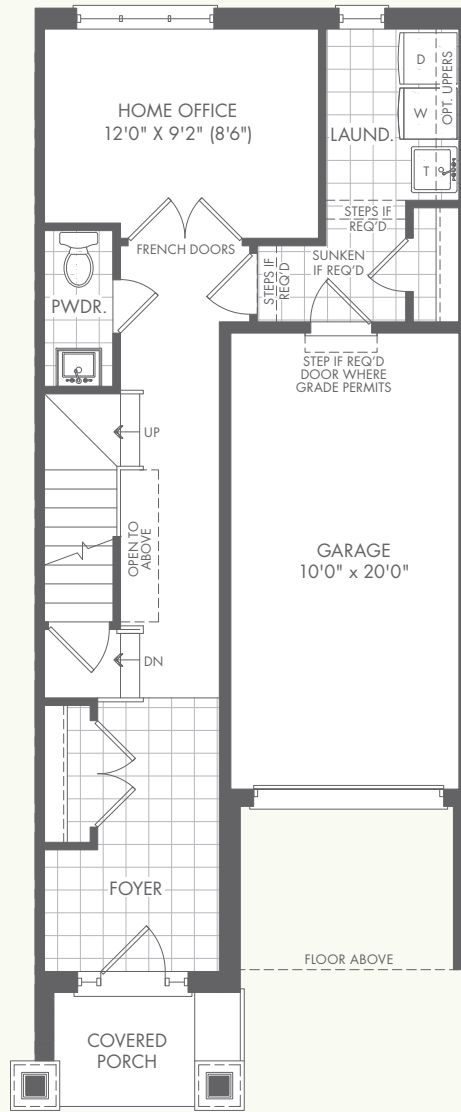 HOME OFFICE
12'0" X 9'2" (8'6")
D
OPT. UPPERS
W
LAUND.
T
STEPS IF
REQ'D
FRENCH DOORS
SUNKEN
IF REQ'D
STEPS IF
REQ'D
PWDR.
STEP IF REQ'D
DOOR WHERE
GRADE PERMITS
UP
OPEN TO
ABOVE
GARAGE
10'0" x 20'0"
DN
FOYER
FLOOR ABOVE
COVERED
PORCH